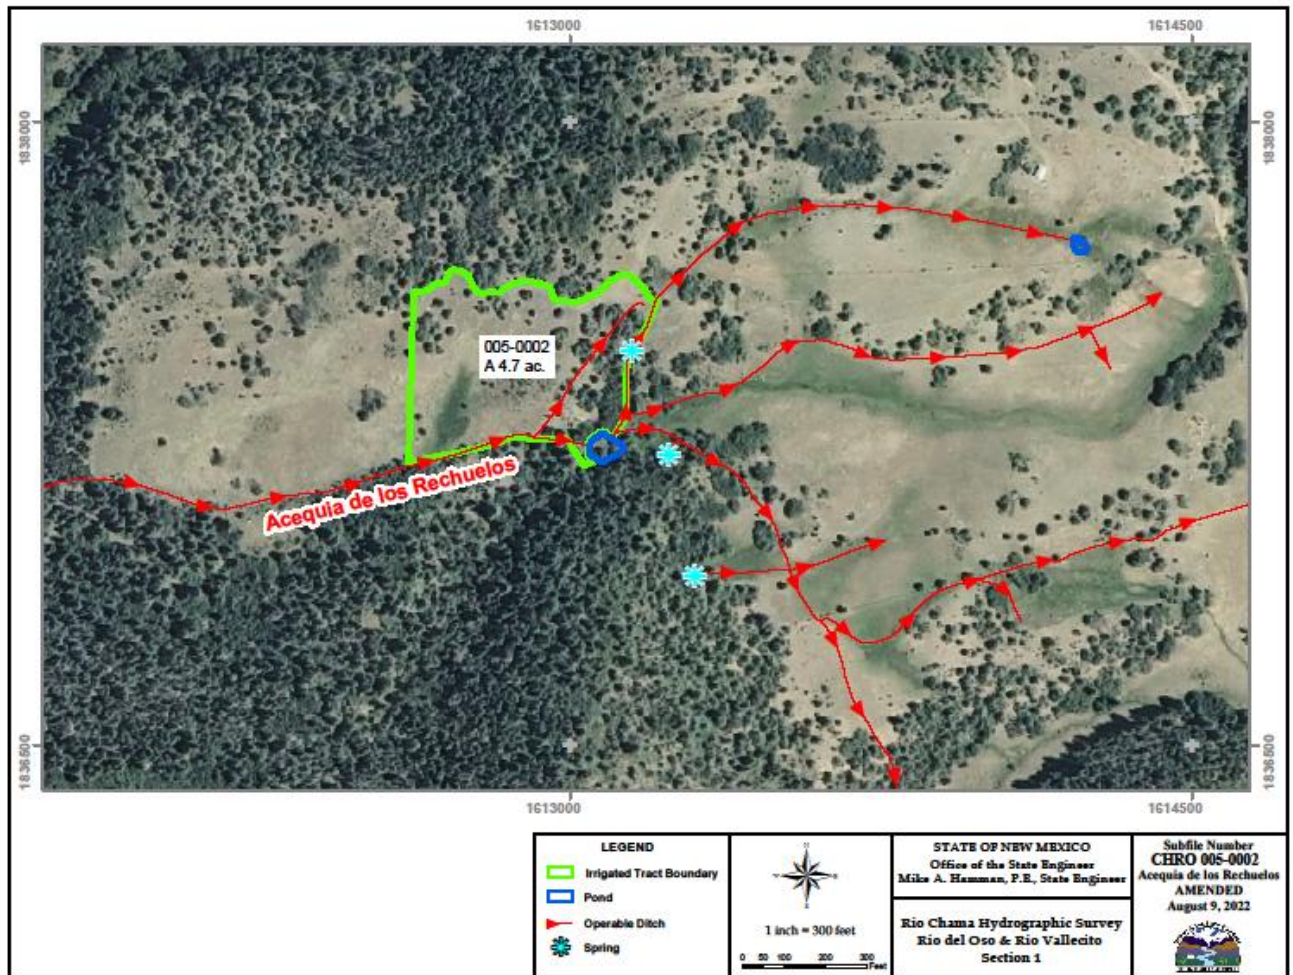 1613000
1614500
1838000
1838000
005-0002
A 4.7 ac.
Acequia de los Rechuelos
1836500
1836500
1613000
1614500
LEGEND
Irrigated Tract Boundary
Pond
Operable Ditch
Spring
1 inch = 300 feet
0 50 100 200 300
Feet
STATE OF NEW MEXICO
Office of the State Engineer
Mike A. Hamman, P.E., State Engineer
Rio Chama Hydrographic Survey
Rio del Oso & Rio Vallecito
Section 1
Subfile Number
CHRO 005-0002
Acequia de los Rechuelos
AMENDED
August 9, 2022